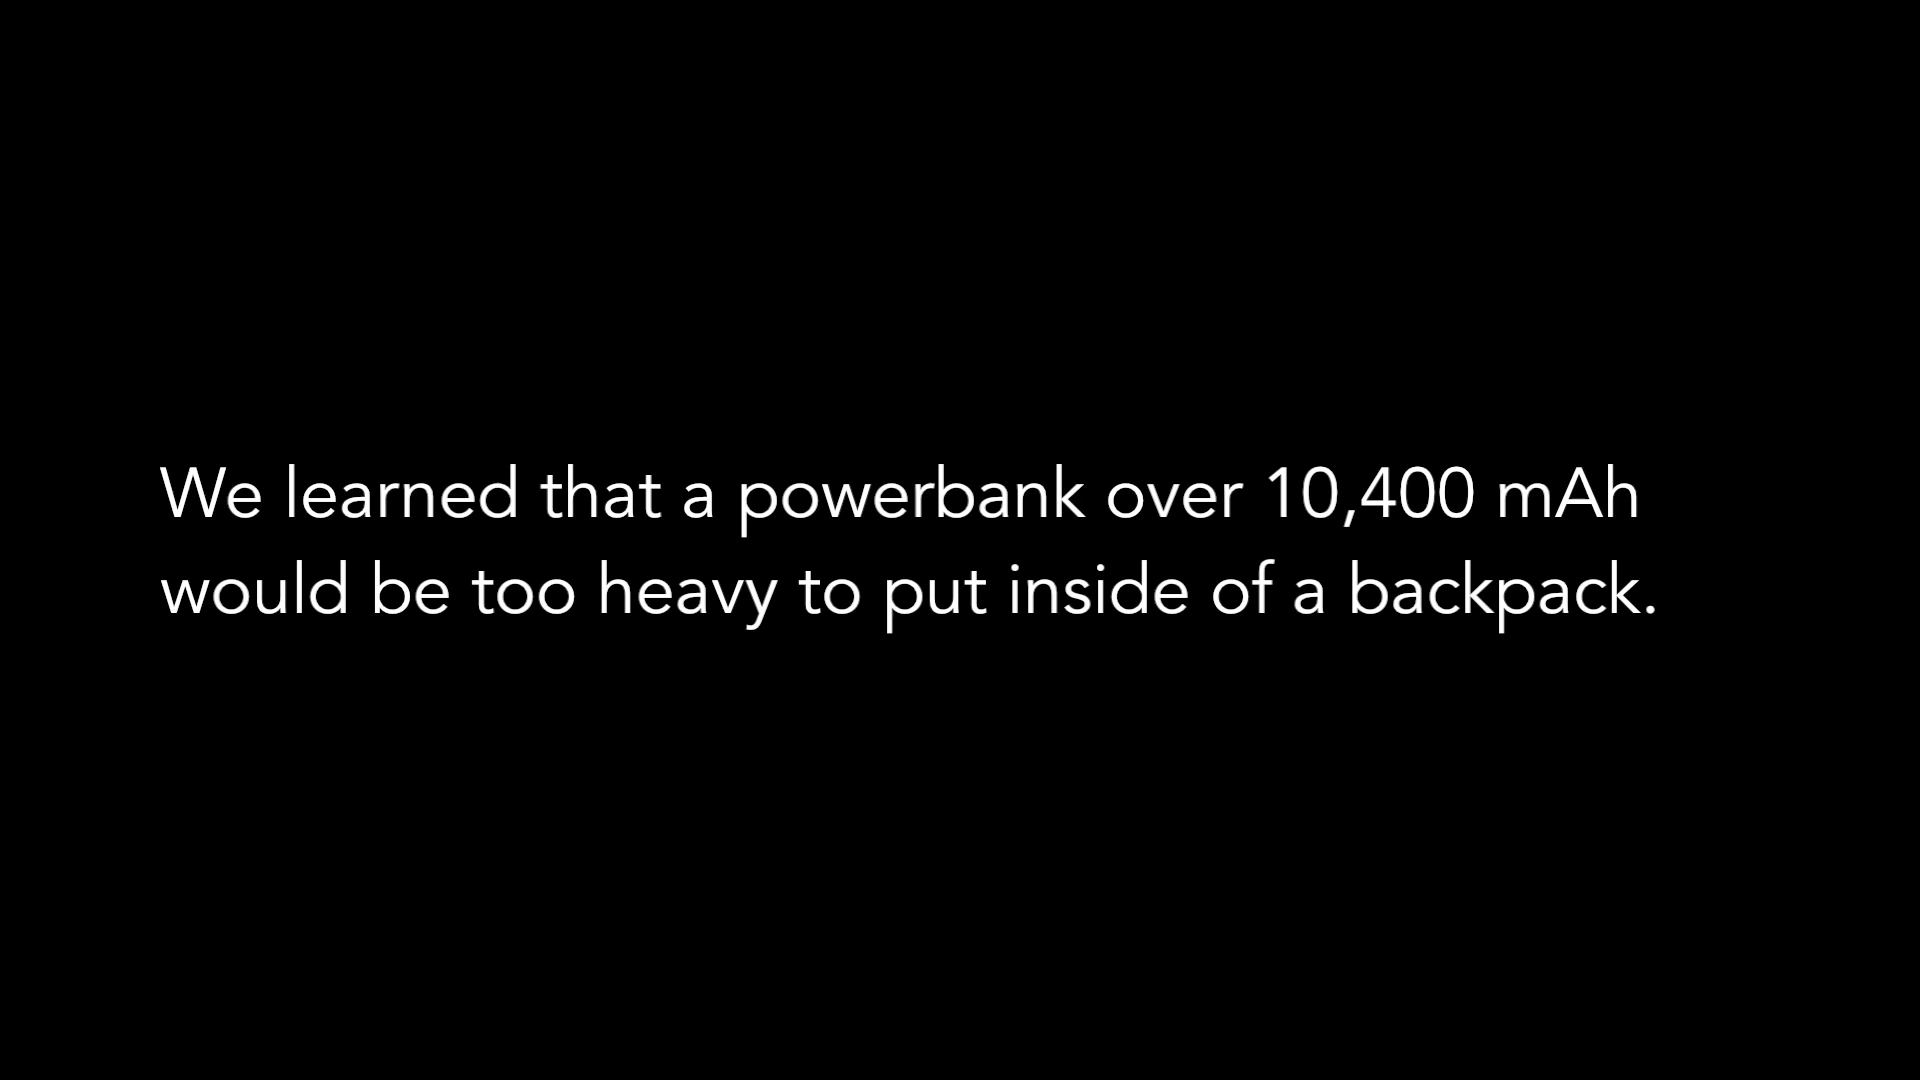 We learned that a powerbank over 10,400 mAh
would be too heavy to put inside of a backpack.